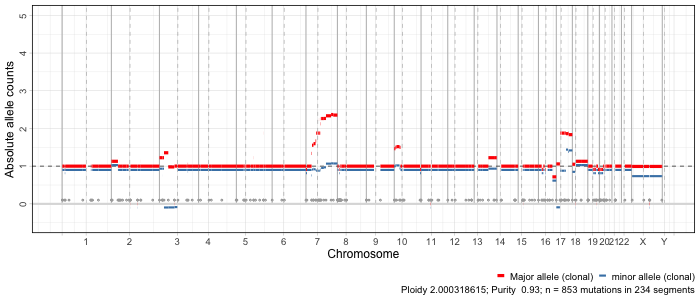 Absolute allele counts
5
4
3
2
1
0
1 2 3 4 5 6 7 8 9 10 11 12 13 14 15 16 17 18 19 20 21 22 X Y
Chromosome
Major allele (clonal) minor allele (clonal)
Ploidy 2.000318615; Purity 0.93; n = 853 mutations in 234 segments